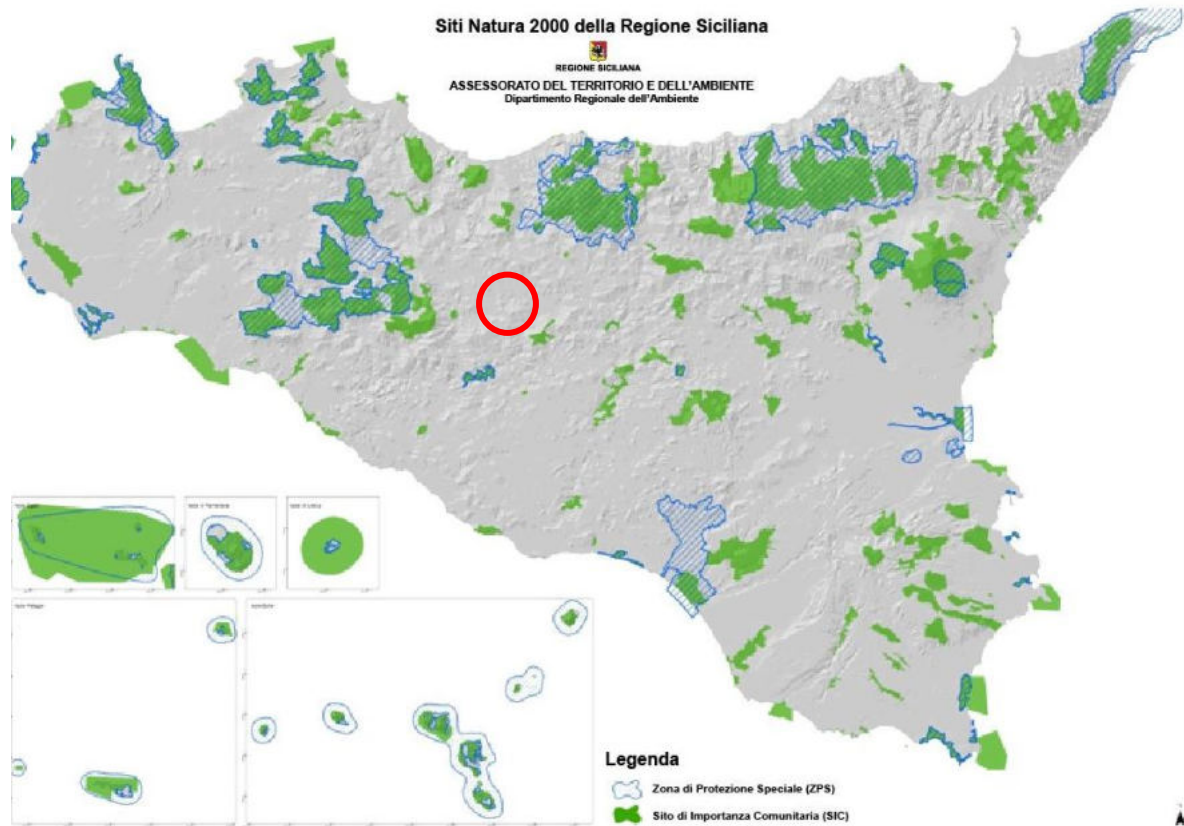 Siti Natura 2000 della Regione Siciliana
REGIONE SICILIANA
ASSESSORATO DEL TERRITORIO E DELL'AMBIENTE
Dipartimento Regionale dell'Ambiente
Legenda
Zona di Protezione Speciale (ZPS)
Sito di Importanza Comunitaria (SIC)